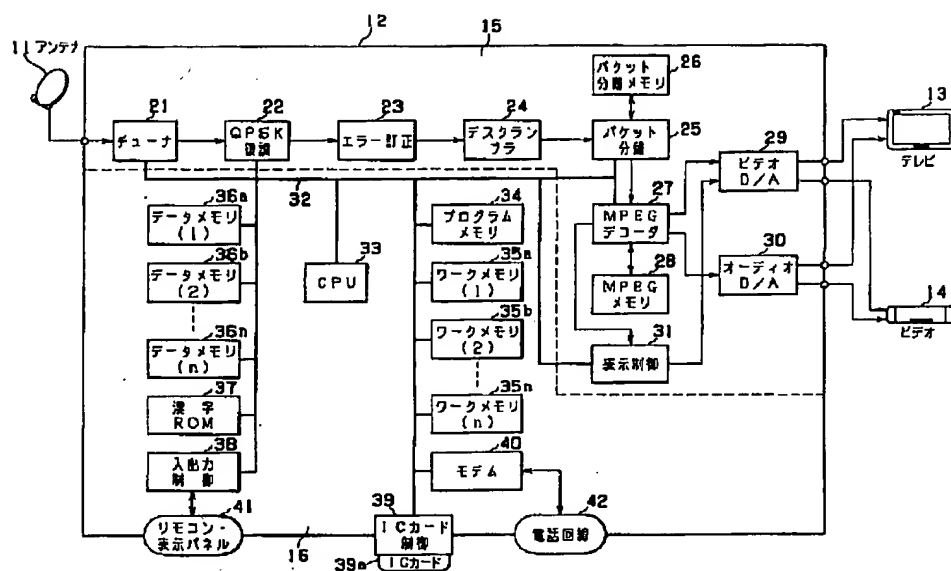 12
15
11 アンテナ
21
チューナ
22
QPSK
復調
23
エラー訂正
24
デスクラン
ブラ
26
パケット
分離メモリ
25
パケット
分離
13
テレビ
29
ビデオ
D/A
32
27
MPEG
デコーダ
36a
データメモリ
(1)
34
プログラム
メモリ
33
CPU
28
MPEG
メモリ
30
オーディオ
D/A
14
ビデオ
36b
データメモリ
(2)
35a
ワークメモリ
(1)
35b
ワークメモリ
(2)
31
表示制御
36n
データメモリ
(n)
35n
ワークメモリ
(n)
37
漢字
ROM
38
入出力
制御
40
モデム
41
リモコン・
表示パネル
16
39
ICカード
制御
39a
ICカード
42
電話回線